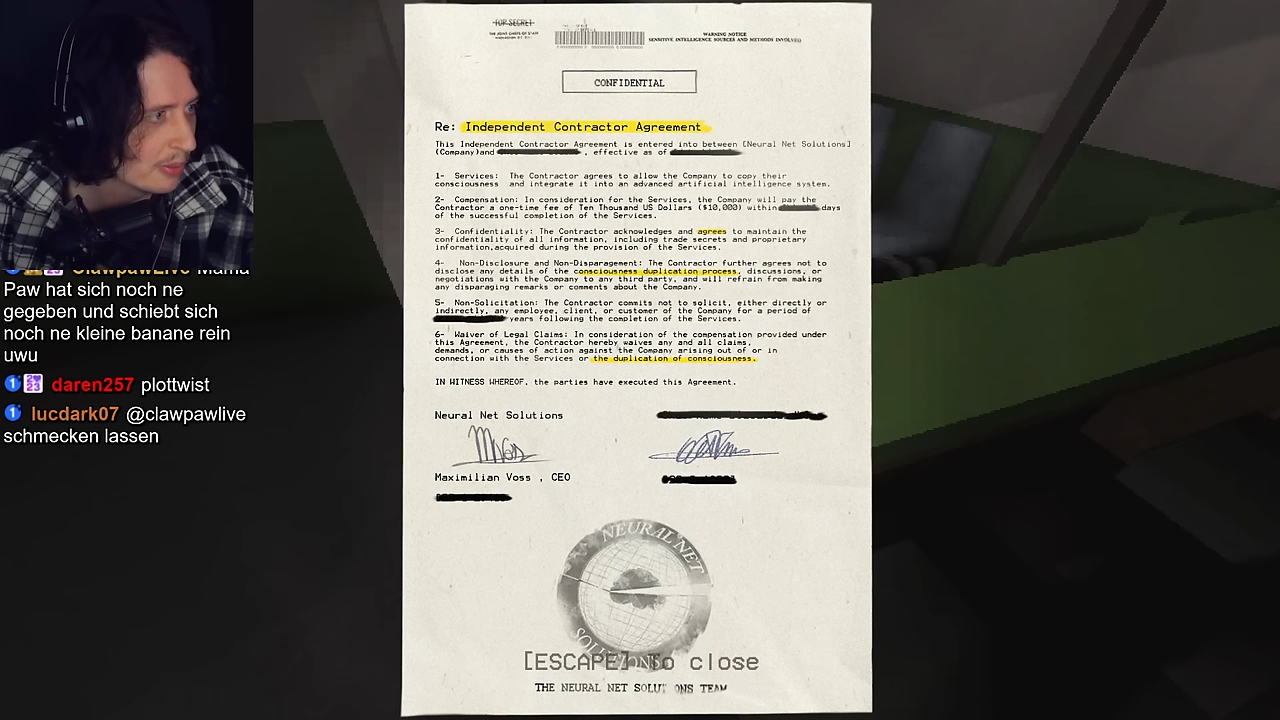 TOP SECRET
THE JOINT CHIEFS OF STAFF
WARNING NOTICE
SENSITIVE INTELLIGENCE SOURCES AND METHODS INVOLVED
CONFIDENTIAL
Re: Independent Contractor Agreement
This Independent Contractor Agreement is entered into between [Neural Net Solutions]
(Company)and , effective as of
1- Services: The Contractor agrees to allow the Company to copy their
consciousness and integrate it into an advanced artificial intelligence system.
2- Compensation: In consideration for the Services, the Company will pay the
Contractor a one-time fee of Ten Thousand US Dollars ($10,000) within days
of the successful completion of the Services.
3- Confidentiality: The Contractor acknowledges and agrees to maintain the
confidentiality of all information, including trade secrets and proprietary
information,acquired during the provision of the Services.
4- Non-Disclosure and Non-Disparagement: The Contractor further agrees not to
disclose any details of the consciousness duplication process, discussions, or
negotiations with the Company to any third party, and will refrain from making
any disparaging remarks or comments about the Company.
5- Non-Solicitation: The Contractor commits not to solicit, either directly or
indirectly, any employee, client, or customer of the Company for a period of
years following the completion of the Services.
6- Waiver of Legal Claims: In consideration of the compensation provided under
this Agreement, the Contractor hereby waives any and all claims,
demands, or causes of action against the Company arising out of or in
connection with the Services or the duplication of consciousness.
IN WITNESS WHEREOF, the parties have executed this Agreement.
Neural Net Solutions
Maximilian Voss , CEO
NEURAL NET
SOLUTIONS
[ESCAPE] To close
THE NEURAL NET SOLUTIONS TEAM
ClawpawLive Mama
Paw hat sich noch ne
gegeben und schiebt sich
noch ne kleine banane rein
uwu
daren257 plottwist
lucdark07 @clawpawlive
schmecken lassen